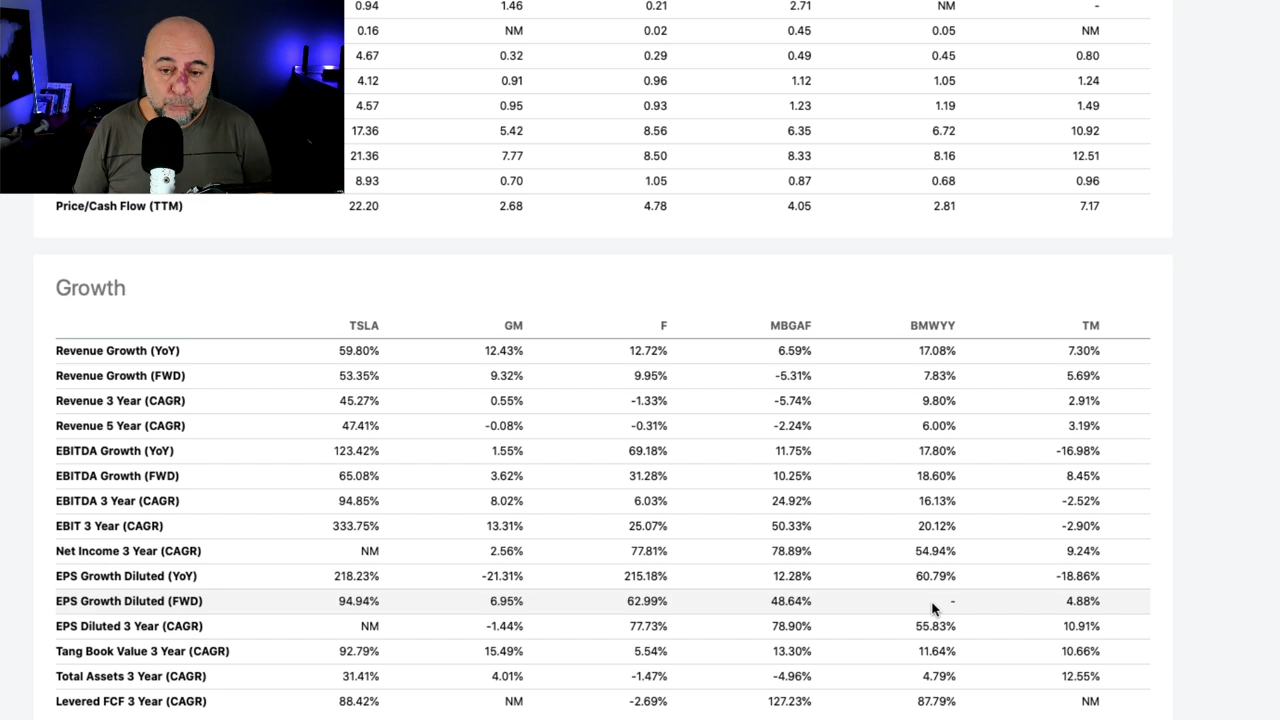 0.94 1.46 0.21 2.71 NM -
0.16 NM 0.02 0.45 0.05 NM
4.67 0.32 0.29 0.49 0.45 0.80
4.12 0.91 0.96 1.12 1.05 1.24
4.57 0.95 0.93 1.23 1.19 1.49
17.36 5.42 8.56 6.35 6.72 10.92
21.36 7.77 8.50 8.33 8.16 12.51
8.93 0.70 1.05 0.87 0.68 0.96
Price/Cash Flow (TTM) 22.20 2.68 4.78 4.05 2.81 7.17
Growth
TSLA GM F MBGAF BMWYY TM
Revenue Growth (YoY) 59.80% 12.43% 12.72% 6.59% 17.08% 7.30%
Revenue Growth (FWD) 53.35% 9.32% 9.95% -5.31% 7.83% 5.69%
Revenue 3 Year (CAGR) 45.27% 0.55% -1.33% -5.74% 9.80% 2.91%
Revenue 5 Year (CAGR) 47.41% -0.08% -0.31% -2.24% 6.00% 3.19%
EBITDA Growth (YoY) 123.42% 1.55% 69.18% 11.75% 17.80% -16.98%
EBITDA Growth (FWD) 65.08% 3.62% 31.28% 10.25% 18.60% 8.45%
EBITDA 3 Year (CAGR) 94.85% 8.02% 6.03% 24.92% 16.13% -2.52%
EBIT 3 Year (CAGR) 333.75% 13.31% 25.07% 50.33% 20.12% -2.90%
Net Income 3 Year (CAGR) NM 2.56% 77.81% 78.89% 54.94% 9.24%
EPS Growth Diluted (YoY) 218.23% -21.31% 215.18% 12.28% 60.79% -18.86%
EPS Growth Diluted (FWD) 94.94% 6.95% 62.99% 48.64% - 4.88%
EPS Diluted 3 Year (CAGR) NM -1.44% 77.73% 78.90% 55.83% 10.91%
Tang Book Value 3 Year (CAGR) 92.79% 15.49% 5.54% 13.30% 11.64% 10.66%
Total Assets 3 Year (CAGR) 31.41% 4.01% -1.47% -4.96% 4.79% 12.55%
Levered FCF 3 Year (CAGR) 88.42% NM -2.69% 127.23% 87.79% NM